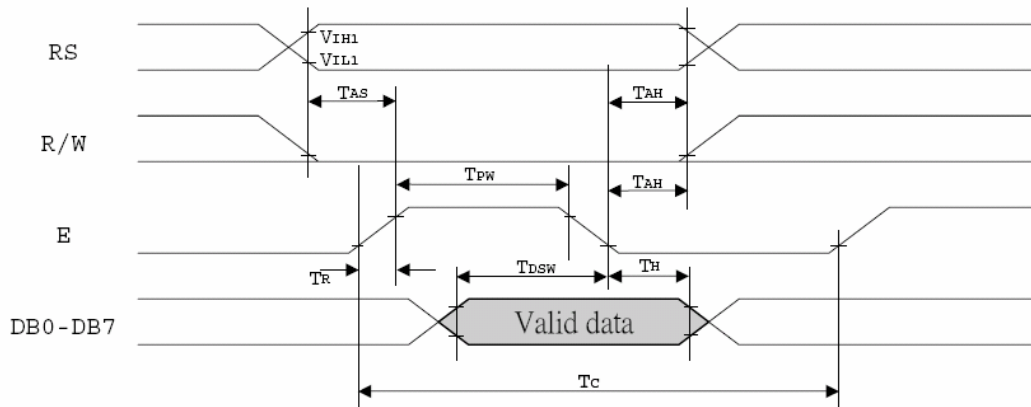 RS
VIH1
VIL1
TAS
TAH
R/W
TPW
TAH
E
TR
TDSW
TH
DB0-DB7
Valid data
TC